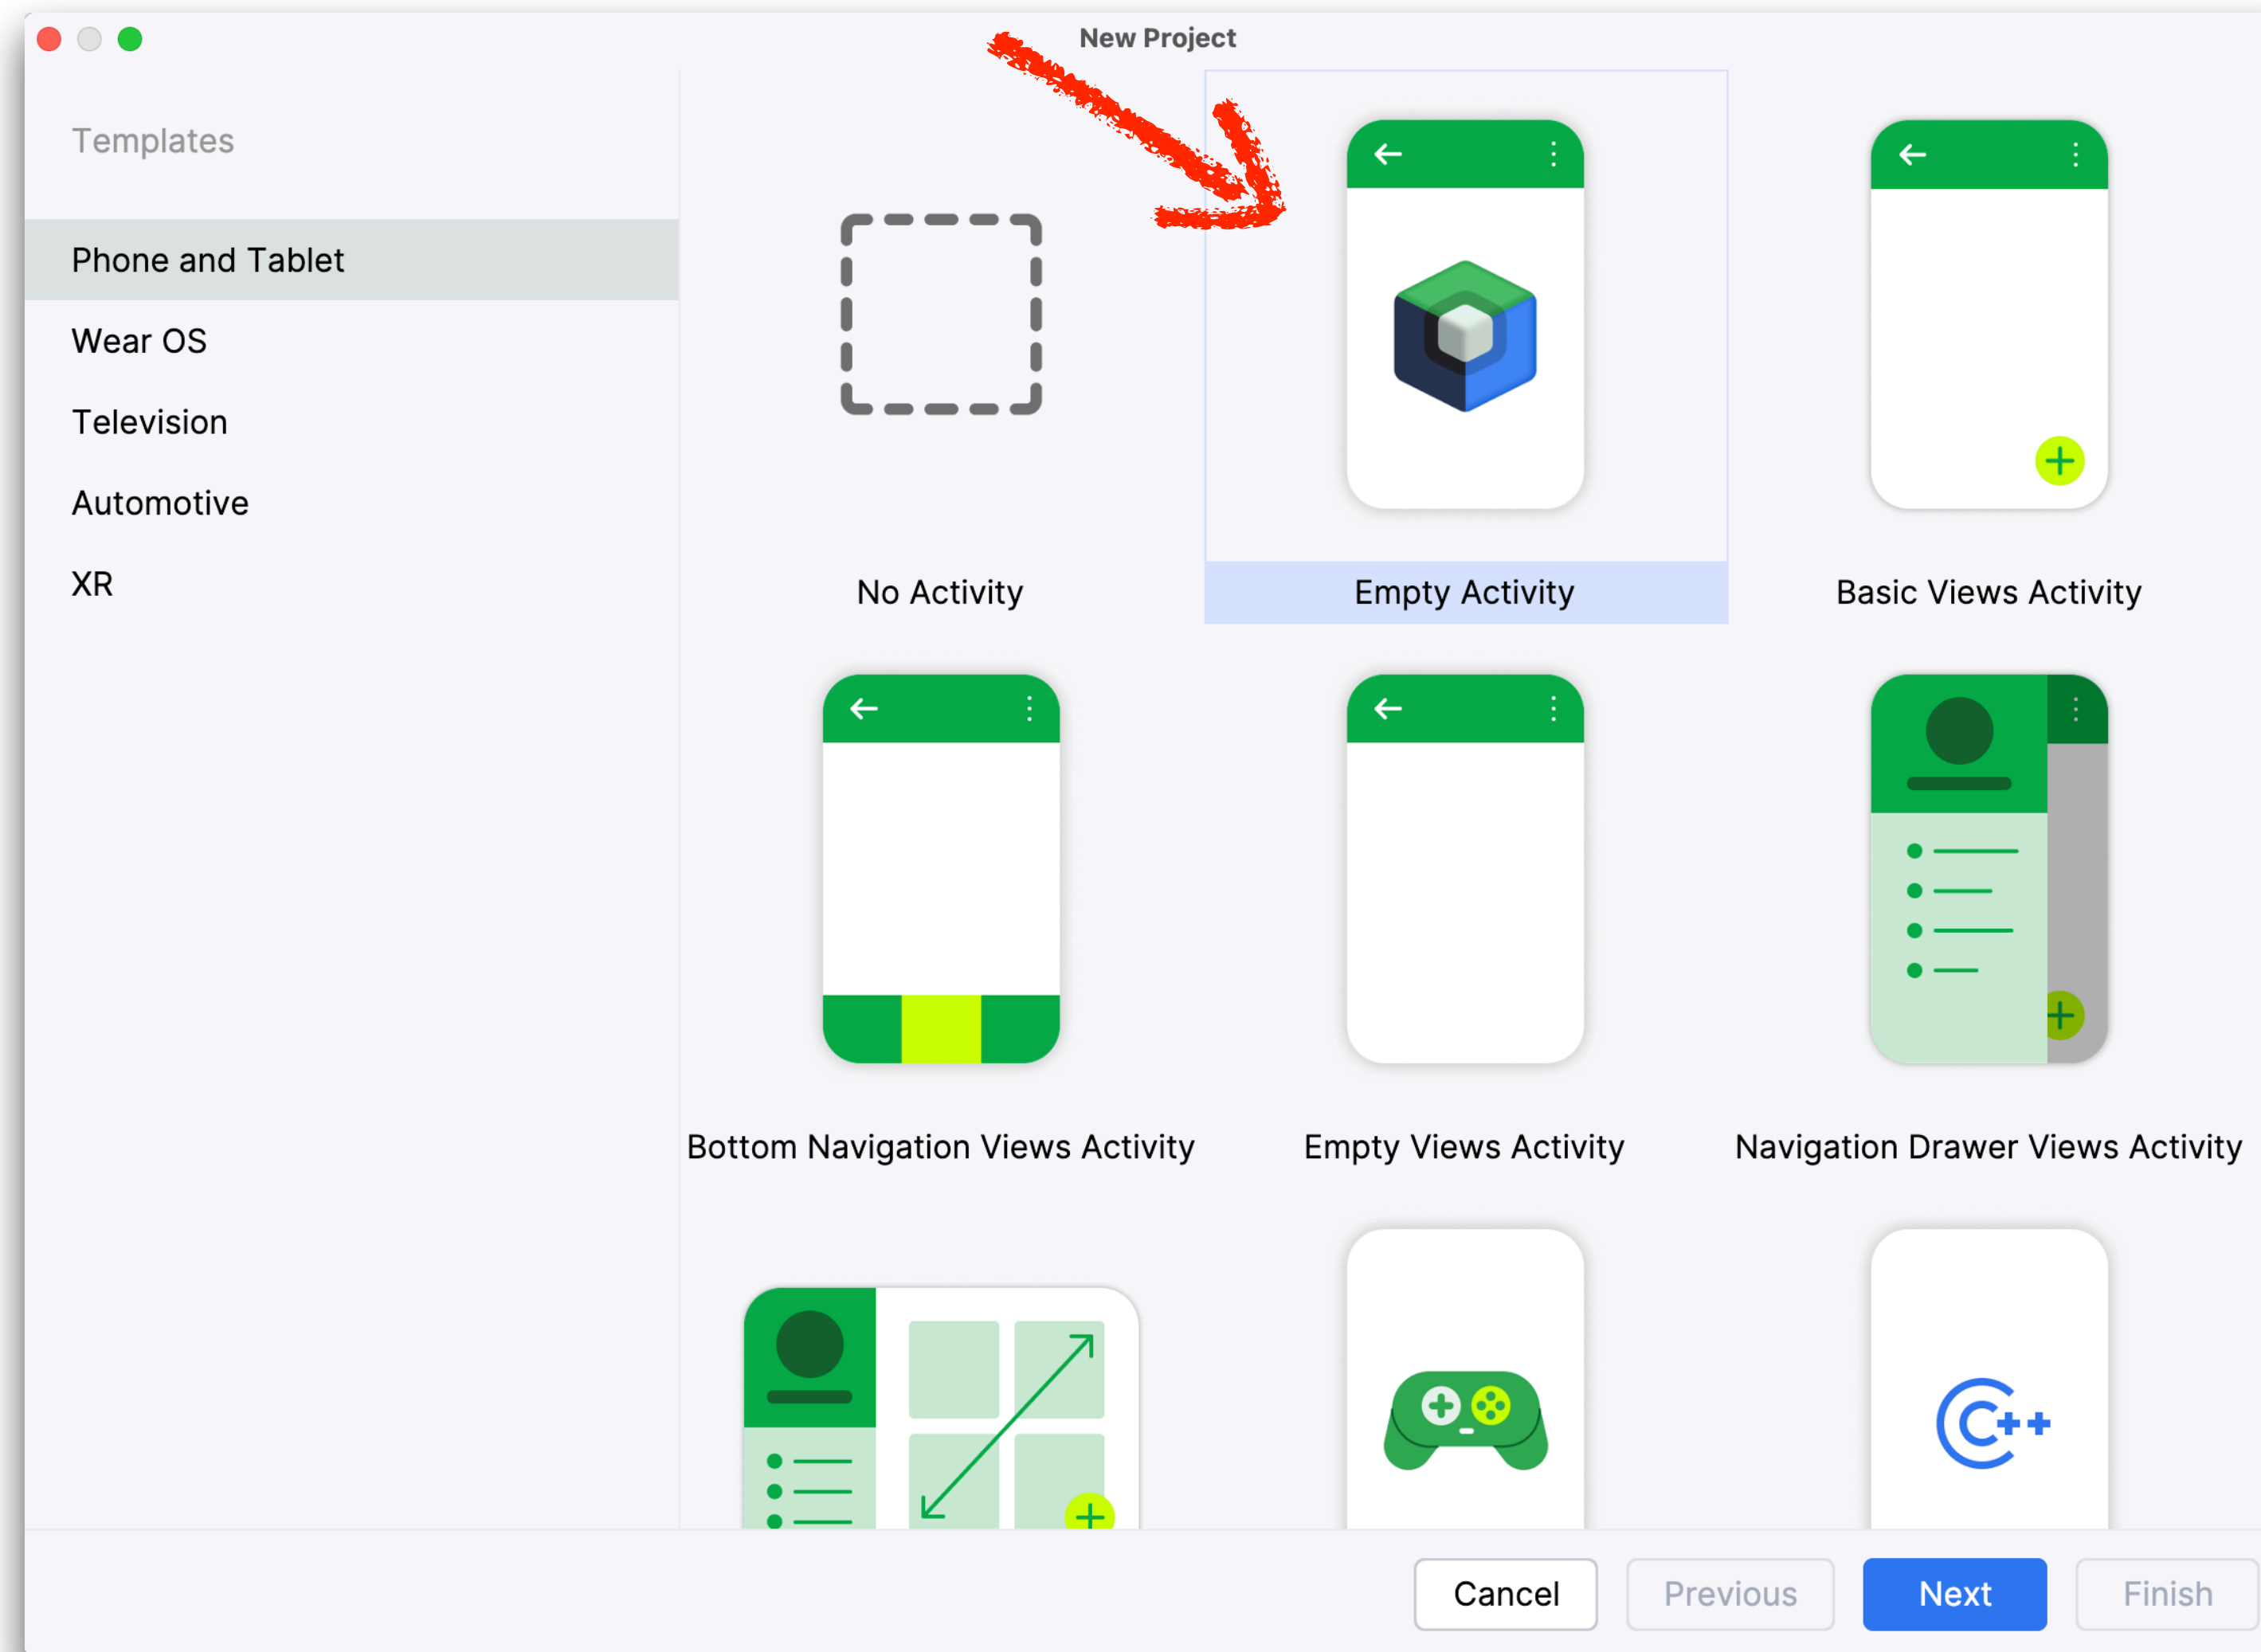 New Project
Templates
Phone and Tablet
Wear OS
Television
Automotive
XR
No Activity
Empty Activity
Basic Views Activity
Bottom Navigation Views Activity
Empty Views Activity
Navigation Drawer Views Activity
C++
Cancel
Previous
Next
Finish